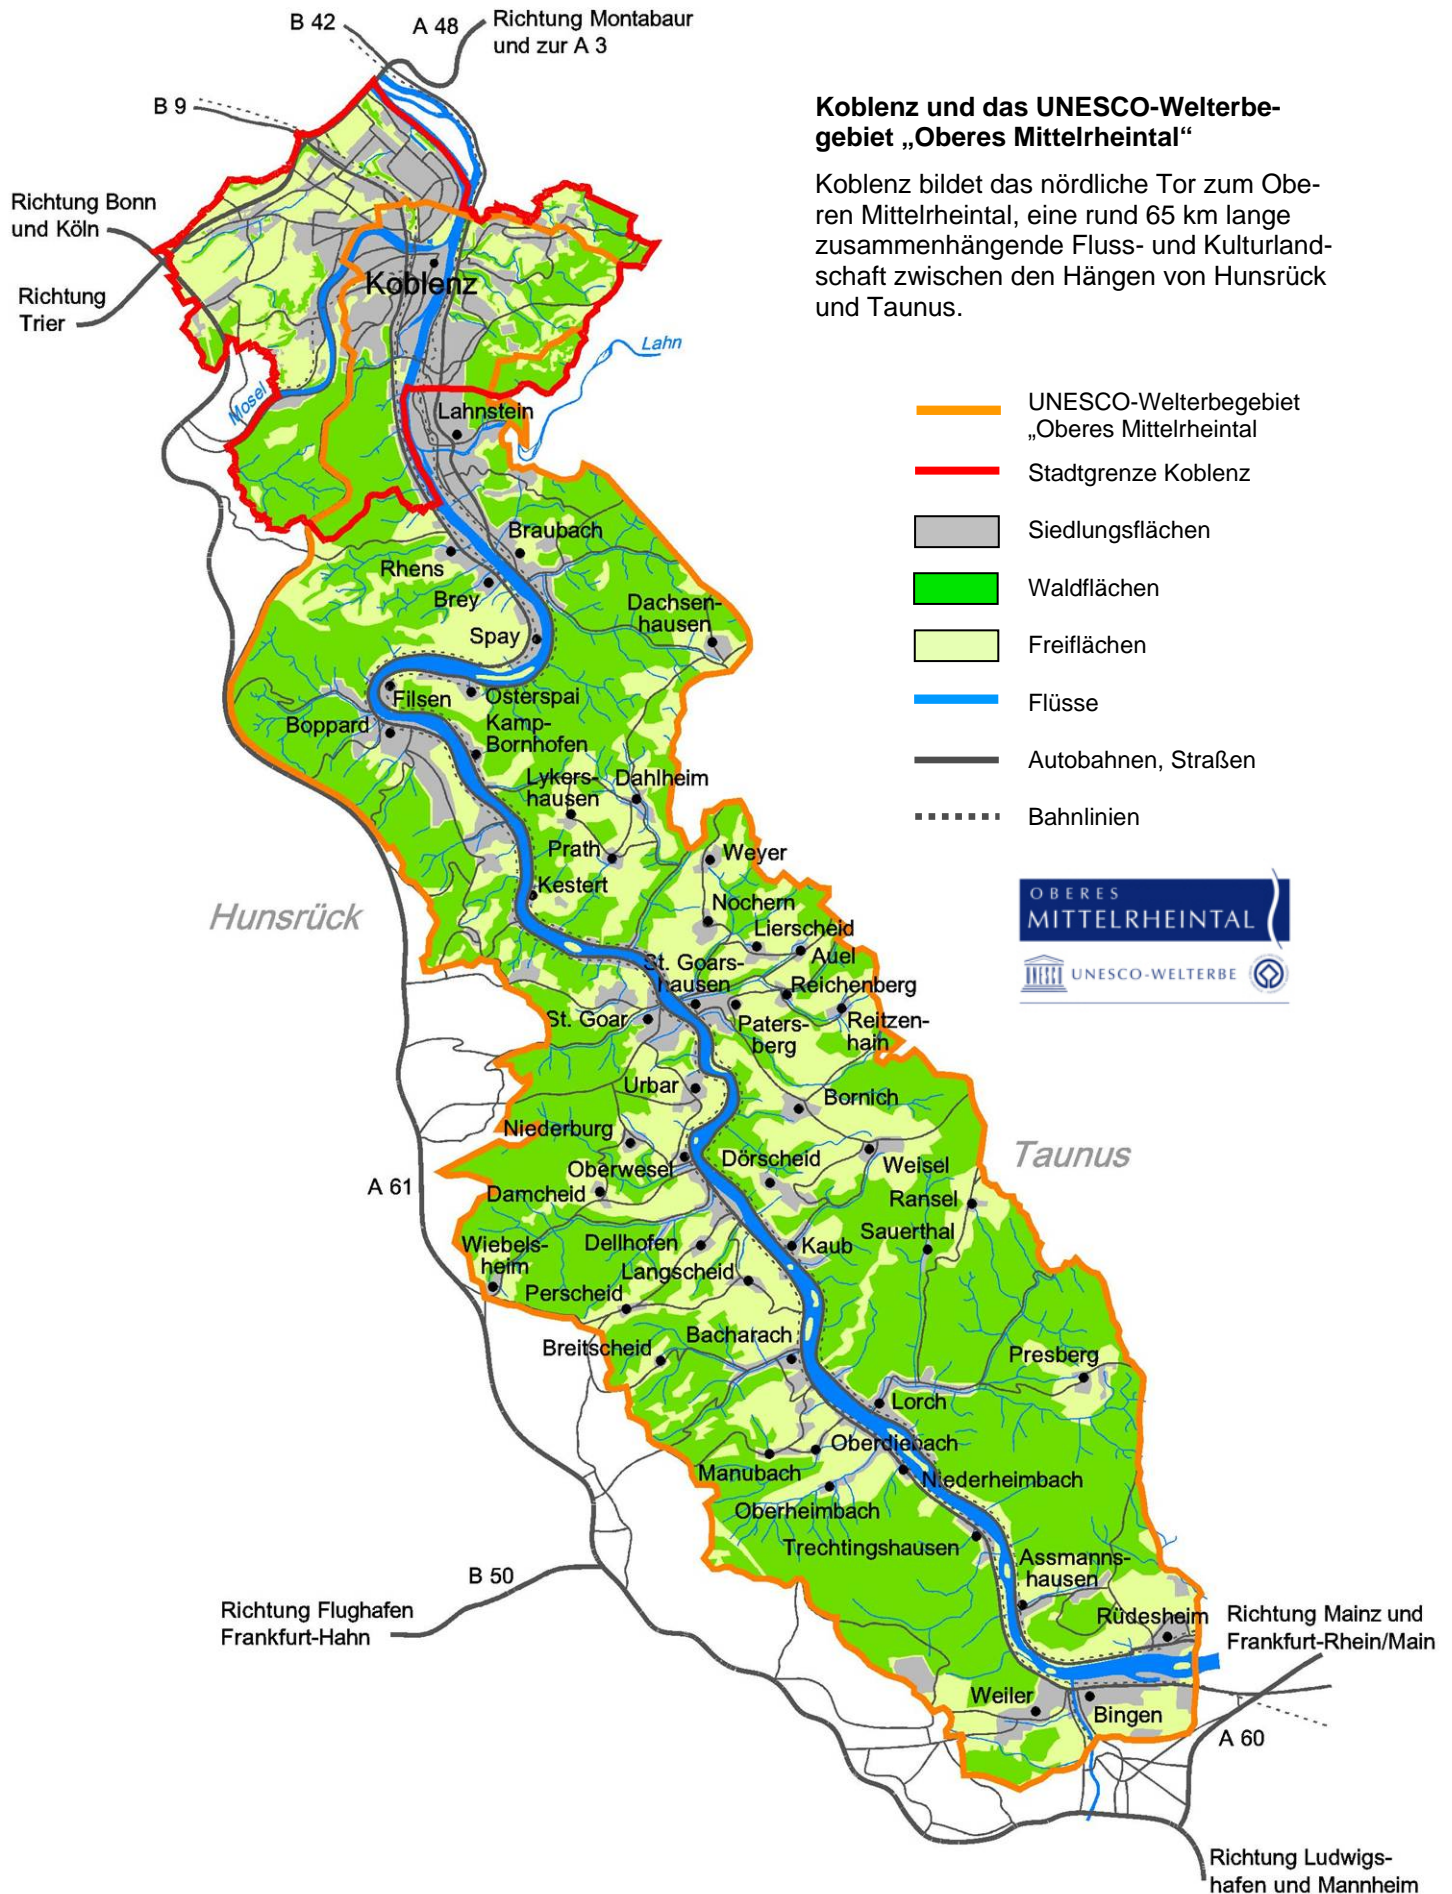 B 42
A 48
Richtung Montabaur
und zur A 3
B 9
Richtung Bonn
und Köln
Richtung
Trier
Koblenz und das UNESCO-Welterbe-
gebiet „Oberes Mittelrheintal“
Koblenz bildet das nördliche Tor zum Obe-
ren Mittelrheintal, eine rund 65 km lange
zusammenhängende Fluss- und Kulturland-
schaft zwischen den Hängen von Hunsrück
und Taunus.
UNESCO-Welterbegebiet
„Oberes Mittelrheintal
Stadtgrenze Koblenz
Siedlungsflächen
Waldflächen
Freiflächen
Flüsse
Autobahnen, Straßen
Bahnlinien
OBERES
MITTELRHEINTAL
UNESCO
UNESCO-WELTERBE
Koblenz
Lahn
Mosel
Lahnstein
Braubach
Rhens
Brey
Dachsen-
hausen
Spay
Filsen
Osterspai
Boppard
Kamp-
Bornhofen
Lykers-
hausen
Dahlheim
Prath
Weyer
Kestert
Nochern
Hunsrück
Lierscheid
Auel
St. Goars-
hausen
Reichenberg
St. Goar
Paters-
berg
Reitzen-
hain
Urbar
Bornich
Niederburg
Taunus
Oberwesel
Dörscheid
Weisel
A 61
Damcheid
Ransel
Sauerthal
Wiebels-
heim
Dellhofen
Kaub
Langscheid
Perscheid
Bacharach
Breitscheid
Presberg
Lorch
Oberdiebach
Manubach
Niederheimbach
Oberheimbach
Trechtingshausen
Assmanns-
hausen
B 50
Richtung Flughafen
Frankfurt-Hahn
Rüdesheim
Richtung Mainz und
Frankfurt-Rhein/Main
Weiler
Bingen
A 60
Richtung Ludwigs-
hafen und Mannheim